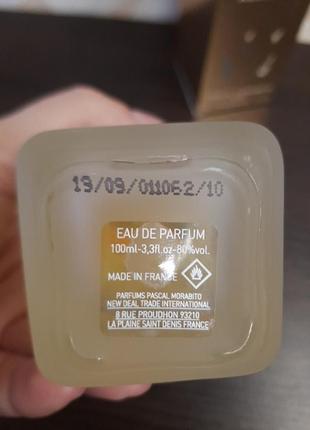 19/09/011062/10
EAU DE PARFUM
100ml-3,3fl.oz-80%vol.
MADE IN FRANCE
PARFUMS PASCAL MORABITO
NEW DEAL TRADE INTERNATIONAL
8 RUE PROUDHON 93210
LA PLAINE SAINT DENIS FRANCE